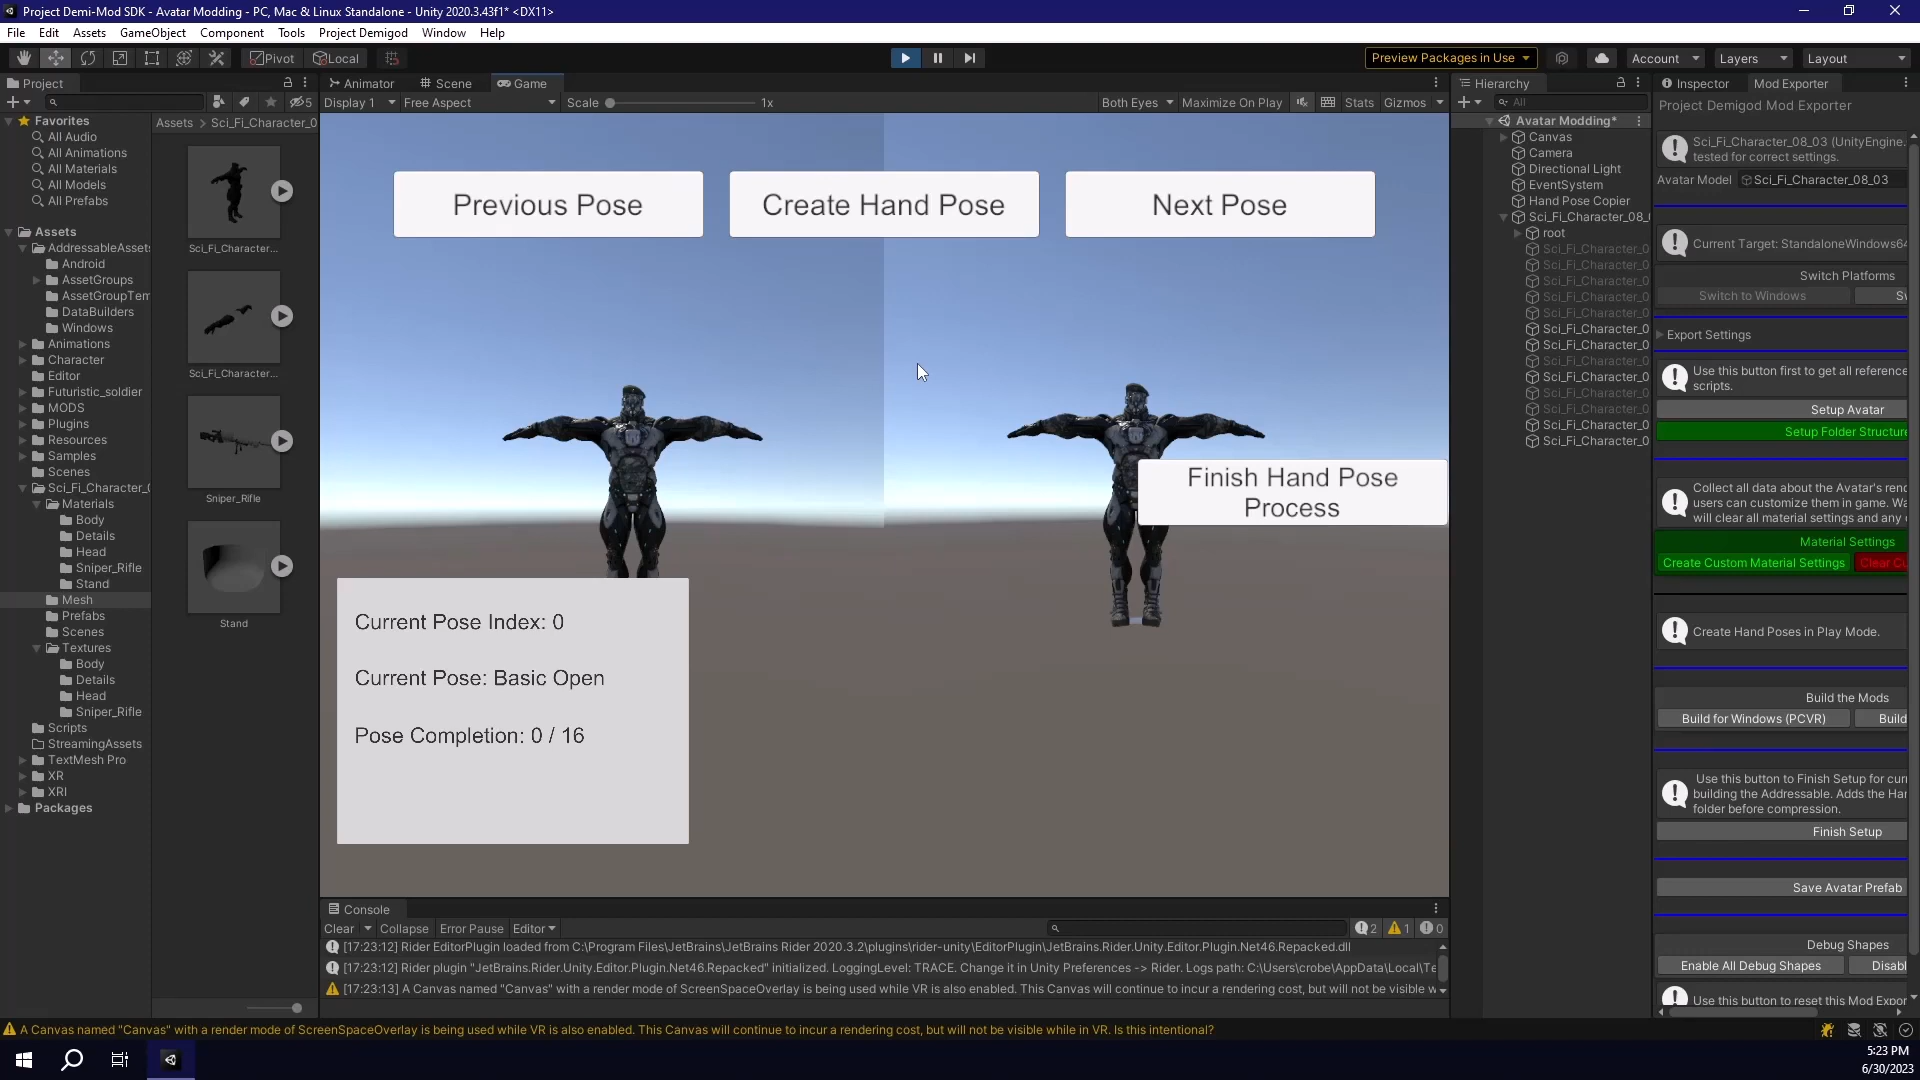 Project Demi-Mod SDK - Avatar Modding - PC, Mac & Linux Standalone - Unity 2020.3.43f1* <DX11>
File Edit Assets GameObject Component Tools Project Demigod Window Help
Pivot Local Preview Packages in Use Account Layers Layout
Project
5
Favorites
All Audio
All Animations
All Materials
All Models
All Prefabs
Assets
AddressableAsset
Android
AssetGroups
AssetGroupTem
DataBuilders
Windows
Animations
Character
Editor
Futuristic_soldier
MODS
Plugins
Resources
Samples
Scenes
Sci_Fi_Character_0
Materials
Body
Details
Head
Sniper_Rifle
Stand
Mesh
Prefabs
Scenes
Textures
Body
Details
Head
Sniper_Rifle
Scripts
StreamingAssets
TextMesh Pro
XR
XRI
Packages
Assets > Sci_Fi_Character_0
Sci_Fi_Character...
Sci_Fi_Character...
Sniper_Rifle
Stand
Animator Scene Game
Display 1 Free Aspect Scale 1x Both Eyes Maximize On Play Stats Gizmos
Previous Pose
Create Hand Pose
Next Pose
Finish Hand Pose
Process
Current Pose Index: 0
Current Pose: Basic Open
Pose Completion: 0 / 16
Console
Clear Collapse Error Pause Editor 2 1 0
[17:23:12] Rider EditorPlugin loaded from C:\Program Files\JetBrains\JetBrains Rider 2020.3.2\plugins\rider-unity\EditorPlugin\JetBrains.Rider.Unity.Editor.Plugin.Net46.Repacked.dll
[17:23:12] Rider plugin "JetBrains.Rider.Unity.Editor.Plugin.Net46.Repacked" initialized. LoggingLevel: TRACE. Change it in Unity Preferences -> Rider. Logs path: C:\Users\crobe\AppData\Local\Te
[17:23:13] A Canvas named "Canvas" with a render mode of ScreenSpaceOverlay is being used while VR is also enabled. This Canvas will continue to incur a rendering cost, but will not be visible w
Hierarchy
All
Avatar Modding*
Canvas
Camera
Directional Light
EventSystem
Hand Pose Copier
Sci_Fi_Character_08_
root
Sci_Fi_Character_0
Sci_Fi_Character_0
Sci_Fi_Character_0
Sci_Fi_Character_0
Sci_Fi_Character_0
Sci_Fi_Character_0
Sci_Fi_Character_0
Sci_Fi_Character_0
Sci_Fi_Character_0
Sci_Fi_Character_0
Sci_Fi_Character_0
Sci_Fi_Character_0
Sci_Fi_Character_0
Inspector Mod Exporter
Project Demigod Mod Exporter
Sci_Fi_Character_08_03 (UnityEngine.
tested for correct settings.
Avatar Model Sci_Fi_Character_08_03
Current Target: StandaloneWindows64
Switch Platforms
Switch to Windows Sv
Export Settings
Use this button first to get all reference
scripts.
Setup Avatar
Setup Folder Structure
Collect all data about the Avatar's rend
users can customize them in game. Wa
will clear all material settings and any
Material Settings
Create Custom Material Settings Clear Cu
Create Hand Poses in Play Mode.
Build the Mods
Build for Windows (PCVR) Build
Use this button to Finish Setup for curr
building the Addressable. Adds the Han
folder before compression.
Finish Setup
Save Avatar Prefab
Debug Shapes
Enable All Debug Shapes Disabl
Use this button to reset this Mod Expor
A Canvas named "Canvas" with a render mode of ScreenSpaceOverlay is being used while VR is also enabled. This Canvas will continue to incur a rendering cost, but will not be visible while in VR. Is this intentional?
5:23 PM
6/30/2023